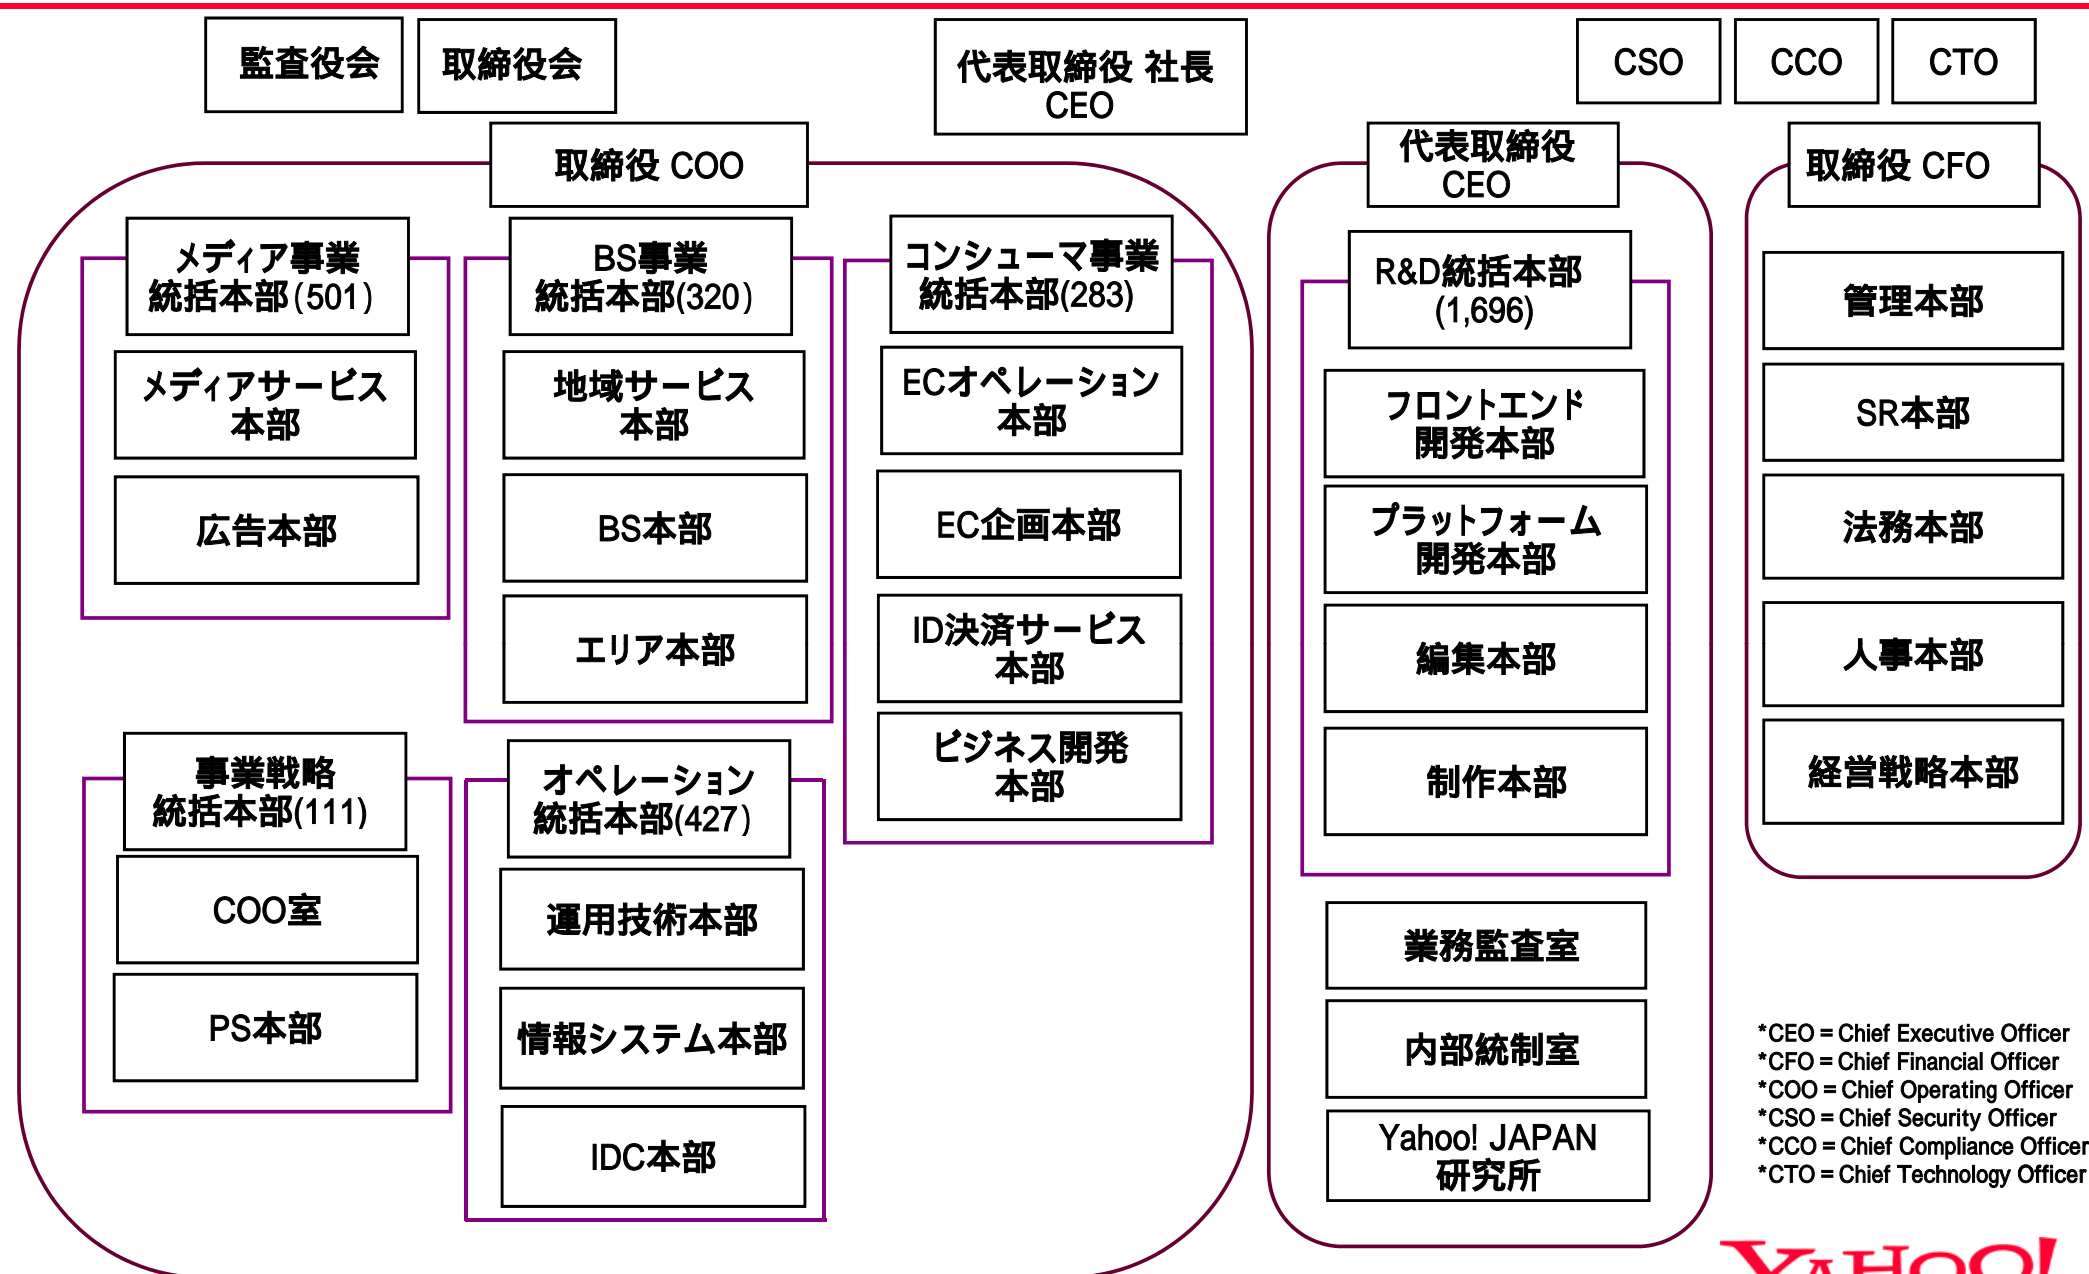 監査役会
取締役会
代表取締役 社長
CEO
CSO
CCO
CTO
取締役 COO
メディア事業
統括本部(501)
メディアサービス
本部
広告本部
BS事業
統括本部(320)
地域サービス
本部
BS本部
エリア本部
コンシューマ事業
統括本部(283)
ECオペレーション
本部
EC企画本部
ID決済サービス
本部
ビジネス開発
本部
事業戦略
統括本部(111)
COO室
PS本部
オペレーション
統括本部(427)
運用技術本部
情報システム本部
IDC本部
代表取締役
CEO
R&D統括本部
(1,696)
フロントエンド
開発本部
プラットフォーム
開発本部
編集本部
制作本部
業務監査室
内部統制室
Yahoo! JAPAN
研究所
取締役 CFO
管理本部
SR本部
法務本部
人事本部
経営戦略本部
*CEO = Chief Executive Officer
*CFO = Chief Financial Officer
*COO = Chief Operating Officer
*CSO = Chief Security Officer
*CCO = Chief Compliance Officer
*CTO = Chief Technology Officer
YAHOO!